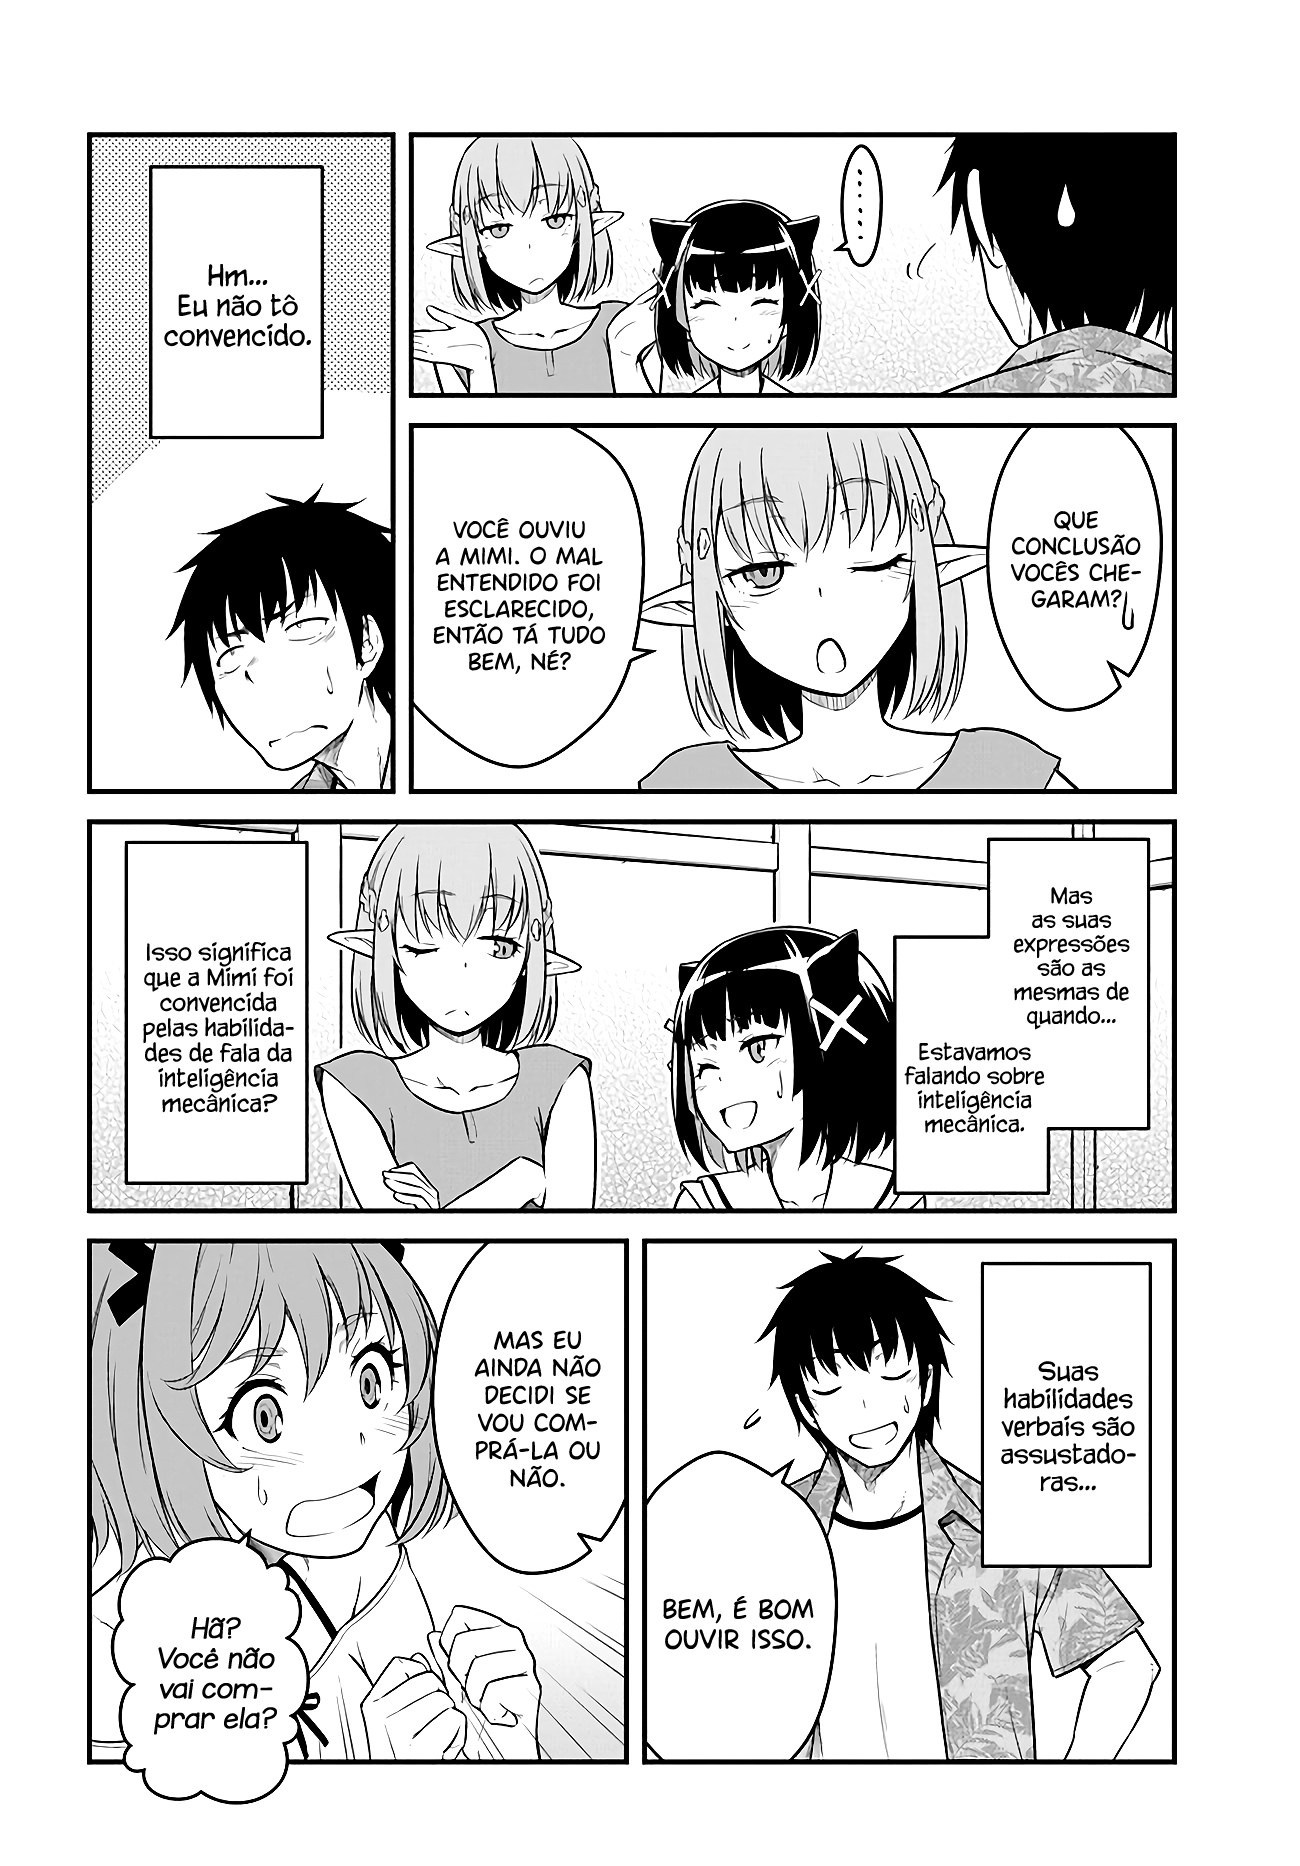 ......
QUE
CONCLUSÃO
VOCÊS CHE-
GARAM?
VOCÊ OUVIU
A MIMI. O MAL
ENTENDIDO FOI
ESCLARECIDO,
ENTÃO TÁ TUDO
BEM, NÉ?
Hm...
Eu não tô
convencido.
Mas
as suas
expressões
são as
mesmas de
quando...
Estavamos
falando sobre
inteligência
mecânica.
Isso significa
que a Mimi foi
convencida
pelas habilida-
des de fala da
inteligência
mecânica?
Suas
habilidades
verbais são
assustado-
ras...
BEM, É BOM
OUVIR ISSO.
MAS EU
AINDA NÃO
DECIDI SE
VOU COM-
PRÁ-LA OU
NÃO.
Hã?
Você não
vai com-
prar ela?